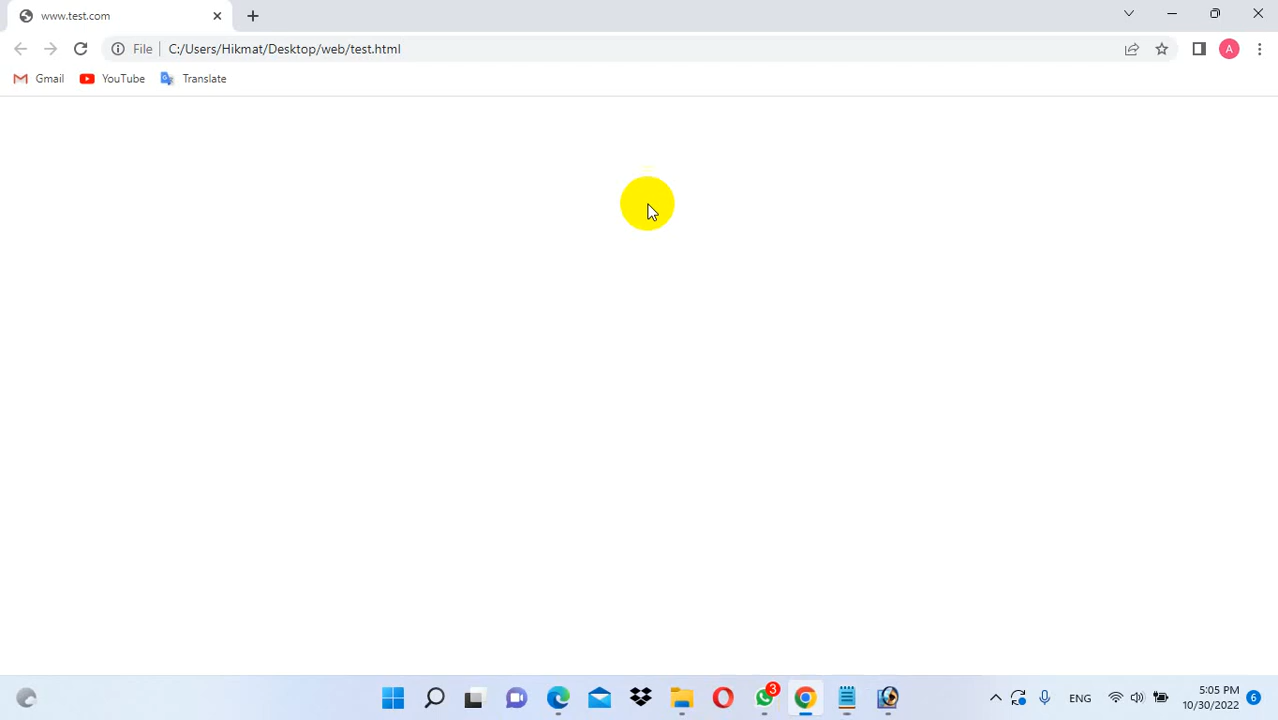 www.test.com
File C:/Users/Hikmat/Desktop/web/test.html
A
Gmail YouTube Translate
3
ENG
5:05 PM
10/30/2022
6